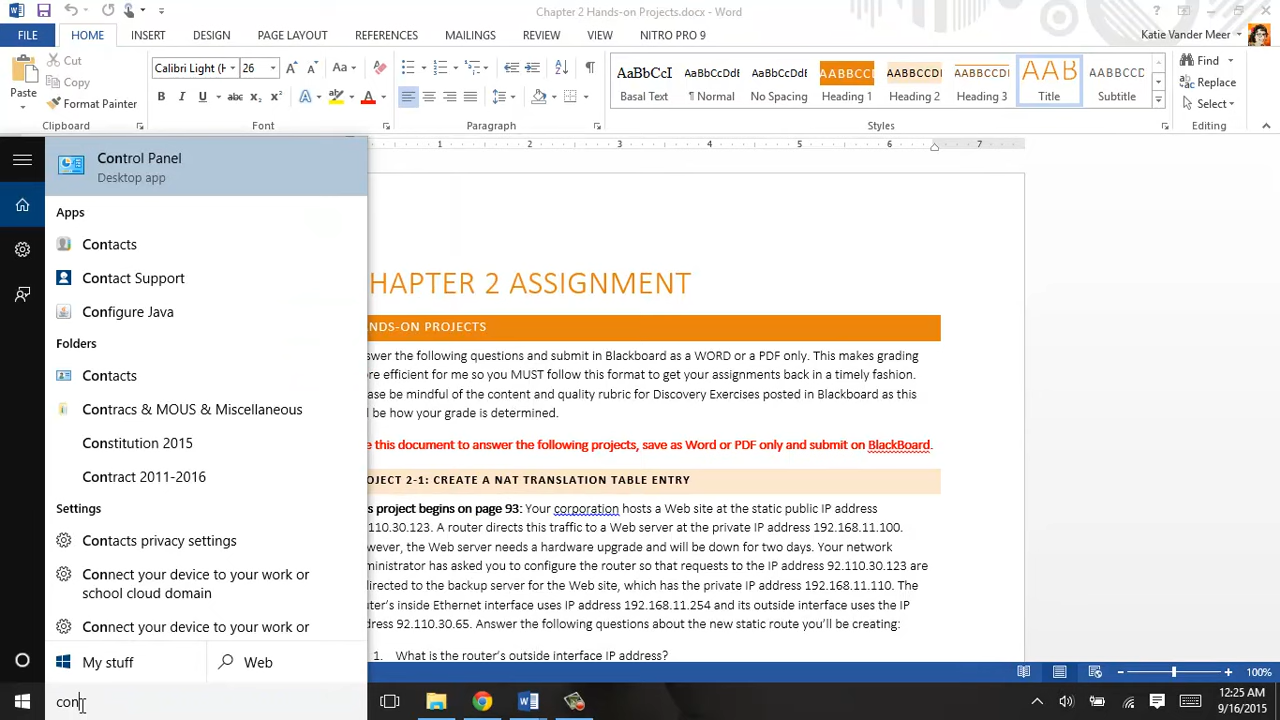 Chapter 2 Hands-on Projects.docx - Word
FILE HOME INSERT DESIGN PAGE LAYOUT REFERENCES MAILINGS REVIEW VIEW NITRO PRO 9 Katie Vander Meer
Paste
Cut
Copy
Format Painter
Clipboard
Calibri Light (H 26
Font
Paragraph
AaBbCcI Basal Text
AaBbCcDdE ¶ Normal
AaBbCcDdE No Spacing
AABBCCI Heading 1
AABBCCDI Heading 2
AABBCCDI Heading 3
AAB Title
AABBCCC Subtitle
Styles
Find
Replace
Select
Editing
1 2 3 4 5 6 7
Control Panel
Desktop app
Apps
Contacts
Contact Support
Configure Java
Folders
Contacts
Contracs & MOUS & Miscellaneous
Constitution 2015
Contract 2011-2016
Settings
Contacts privacy settings
Connect your device to your work or
school cloud domain
Connect your device to your work or
My stuff Web
con
HAPTER 2 ASSIGNMENT
NDS-ON PROJECTS
swer the following questions and submit in Blackboard as a WORD or a PDF only. This makes grading
re efficient for me so you MUST follow this format to get your assignments back in a timely fashion.
ase be mindful of the content and quality rubric for Discovery Exercises posted in Blackboard as this
l be how your grade is determined.
e this document to answer the following projects, save as Word or PDF only and submit on BlackBoard.
OJECT 2-1: CREATE A NAT TRANSLATION TABLE ENTRY
s project begins on page 93: Your corporation hosts a Web site at the static public IP address
110.30.123. A router directs this traffic to a Web server at the private IP address 192.168.11.100.
wever, the Web server needs a hardware upgrade and will be down for two days. Your network
ministrator has asked you to configure the router so that requests to the IP address 92.110.30.123 are
directed to the backup server for the Web site, which has the private IP address 192.168.11.110. The
ter's inside Ethernet interface uses IP address 192.168.11.254 and its outside interface uses the IP
dress 92.110.30.65. Answer the following questions about the new static route you'll be creating:
1. What is the router's outside interface IP address?
100%
12:25 AM
9/16/2015